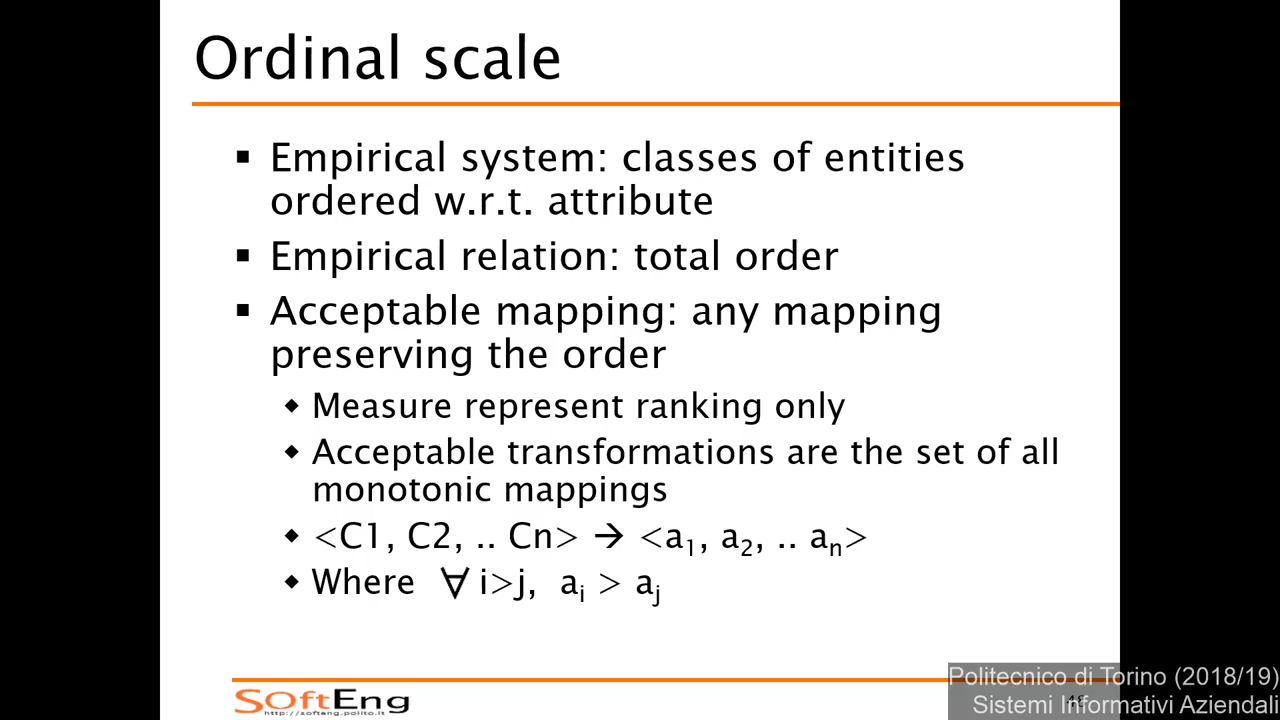 Ordinal scale
▪ Empirical system: classes of entities
ordered w.r.t. attribute
▪ Empirical relation: total order
▪ Acceptable mapping: any mapping
preserving the order
◆ Measure represent ranking only
◆ Acceptable transformations are the set of all
monotonic mappings
◆ <C1, C2, .. Cn> → <a₁, a₂, .. aₙ>
◆ Where ∀ i>j, aᵢ > aⱼ
SoftEng
http://softeng.polito.it
Politecnico di Torino (2018/19)
Sistemi Informativi Aziendali